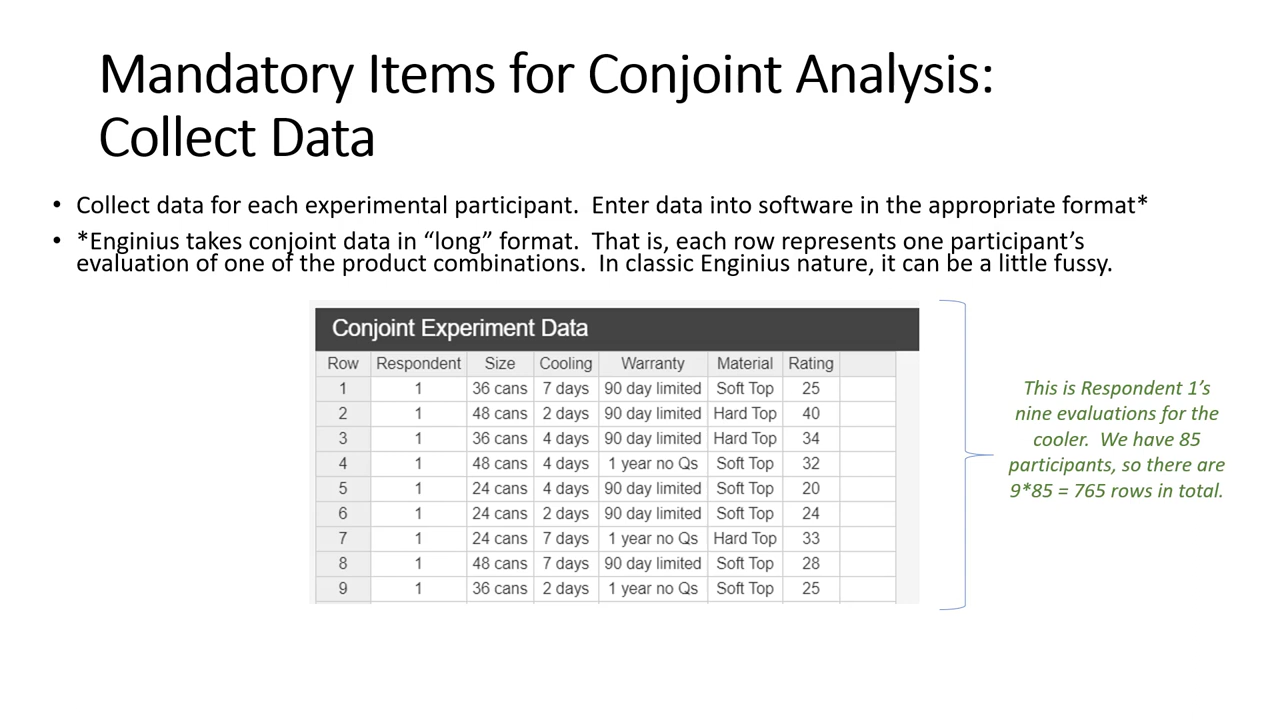 Mandatory Items for Conjoint Analysis:
Collect Data
• Collect data for each experimental participant.  Enter data into software in the appropriate format*
• *Enginius takes conjoint data in “long” format.  That is, each row represents one participant’s
evaluation of one of the product combinations.  In classic Enginius nature, it can be a little fussy.
Conjoint Experiment Data
Row Respondent Size Cooling Warranty Material Rating
1 1 36 cans 7 days 90 day limited Soft Top 25
2 1 48 cans 2 days 90 day limited Hard Top 40
3 1 36 cans 4 days 90 day limited Hard Top 34
4 1 48 cans 4 days 1 year no Qs Soft Top 32
5 1 24 cans 4 days 90 day limited Soft Top 20
6 1 24 cans 2 days 90 day limited Soft Top 24
7 1 24 cans 7 days 1 year no Qs Hard Top 33
8 1 48 cans 7 days 90 day limited Soft Top 28
9 1 36 cans 2 days 1 year no Qs Soft Top 25
This is Respondent 1’s
nine evaluations for the
cooler.  We have 85
participants, so there are
9*85 = 765 rows in total.